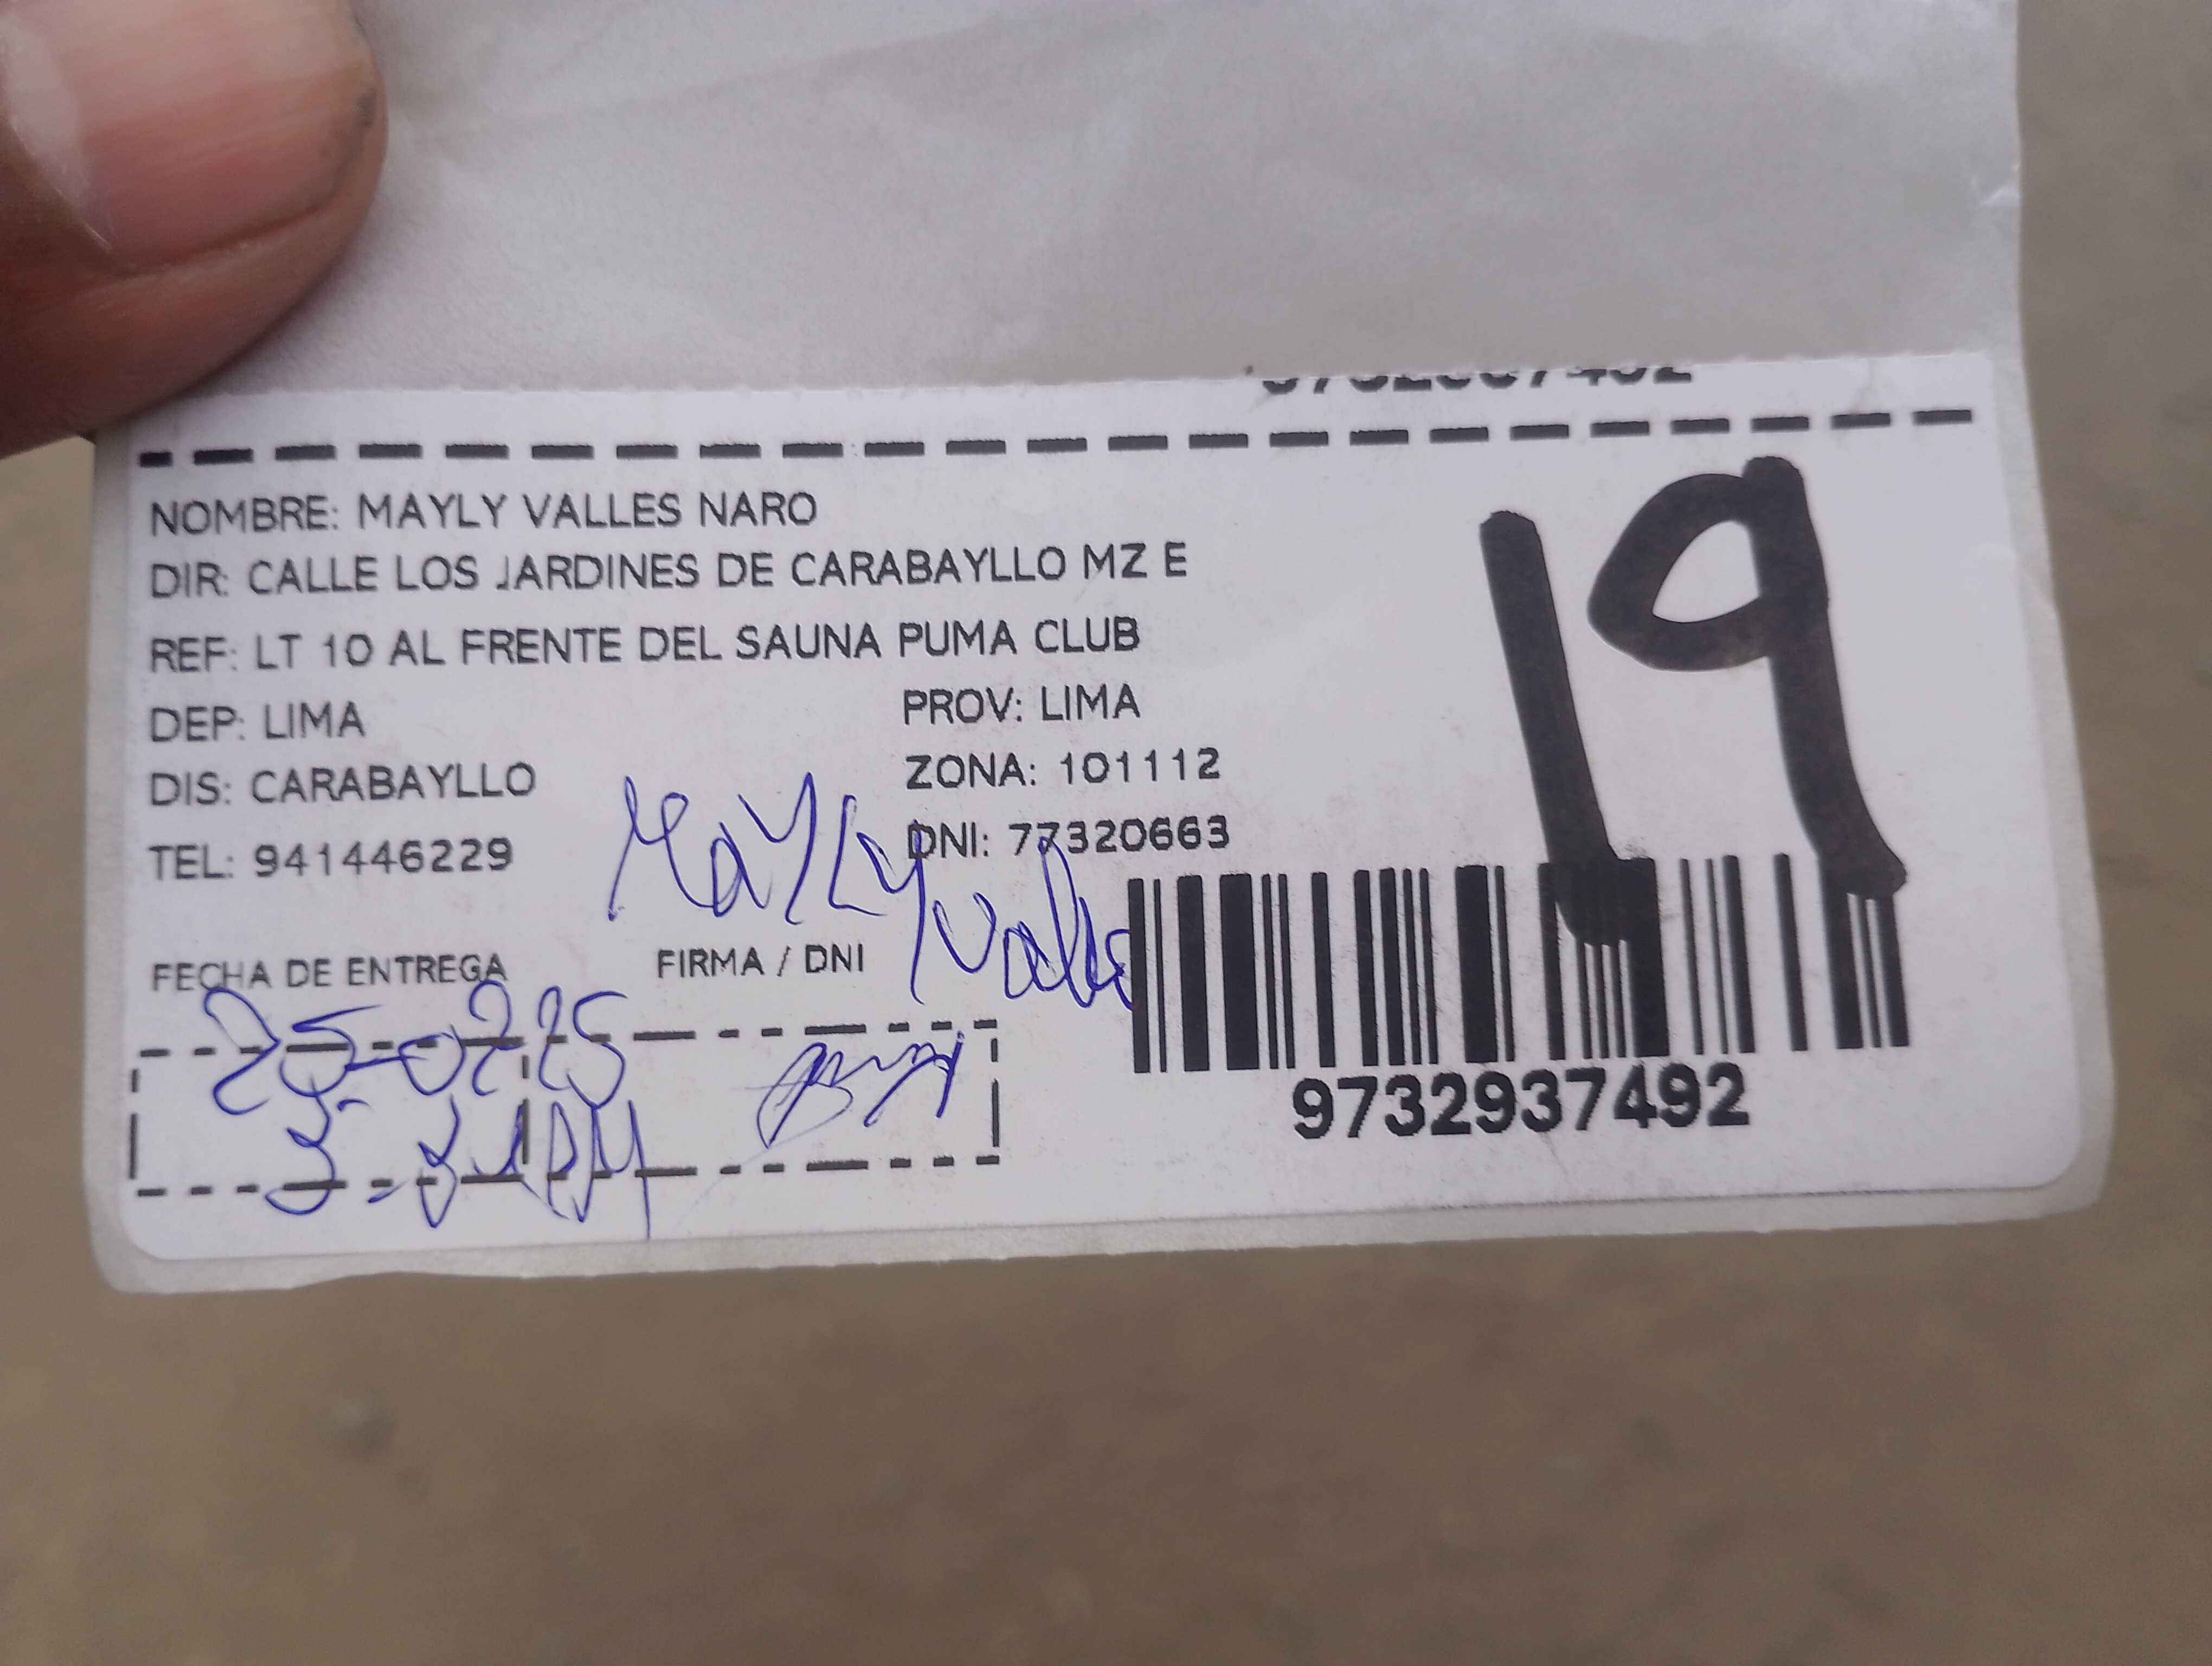 NOMBRE: MAYLY VALLES NARO
DIR: CALLE LOS JARDINES DE CARABAYLLO MZ E
REF: LT 10 AL FRENTE DEL SAUNA PUMA CLUB
DEP: LIMA
PROV: LIMA
DIS: CARABAYLLO
ZONA: 101112
TEL: 941446229
DNI: 77320663
19
Mayly Valles
FECHA DE ENTREGA
FIRMA / DNI
9732937492